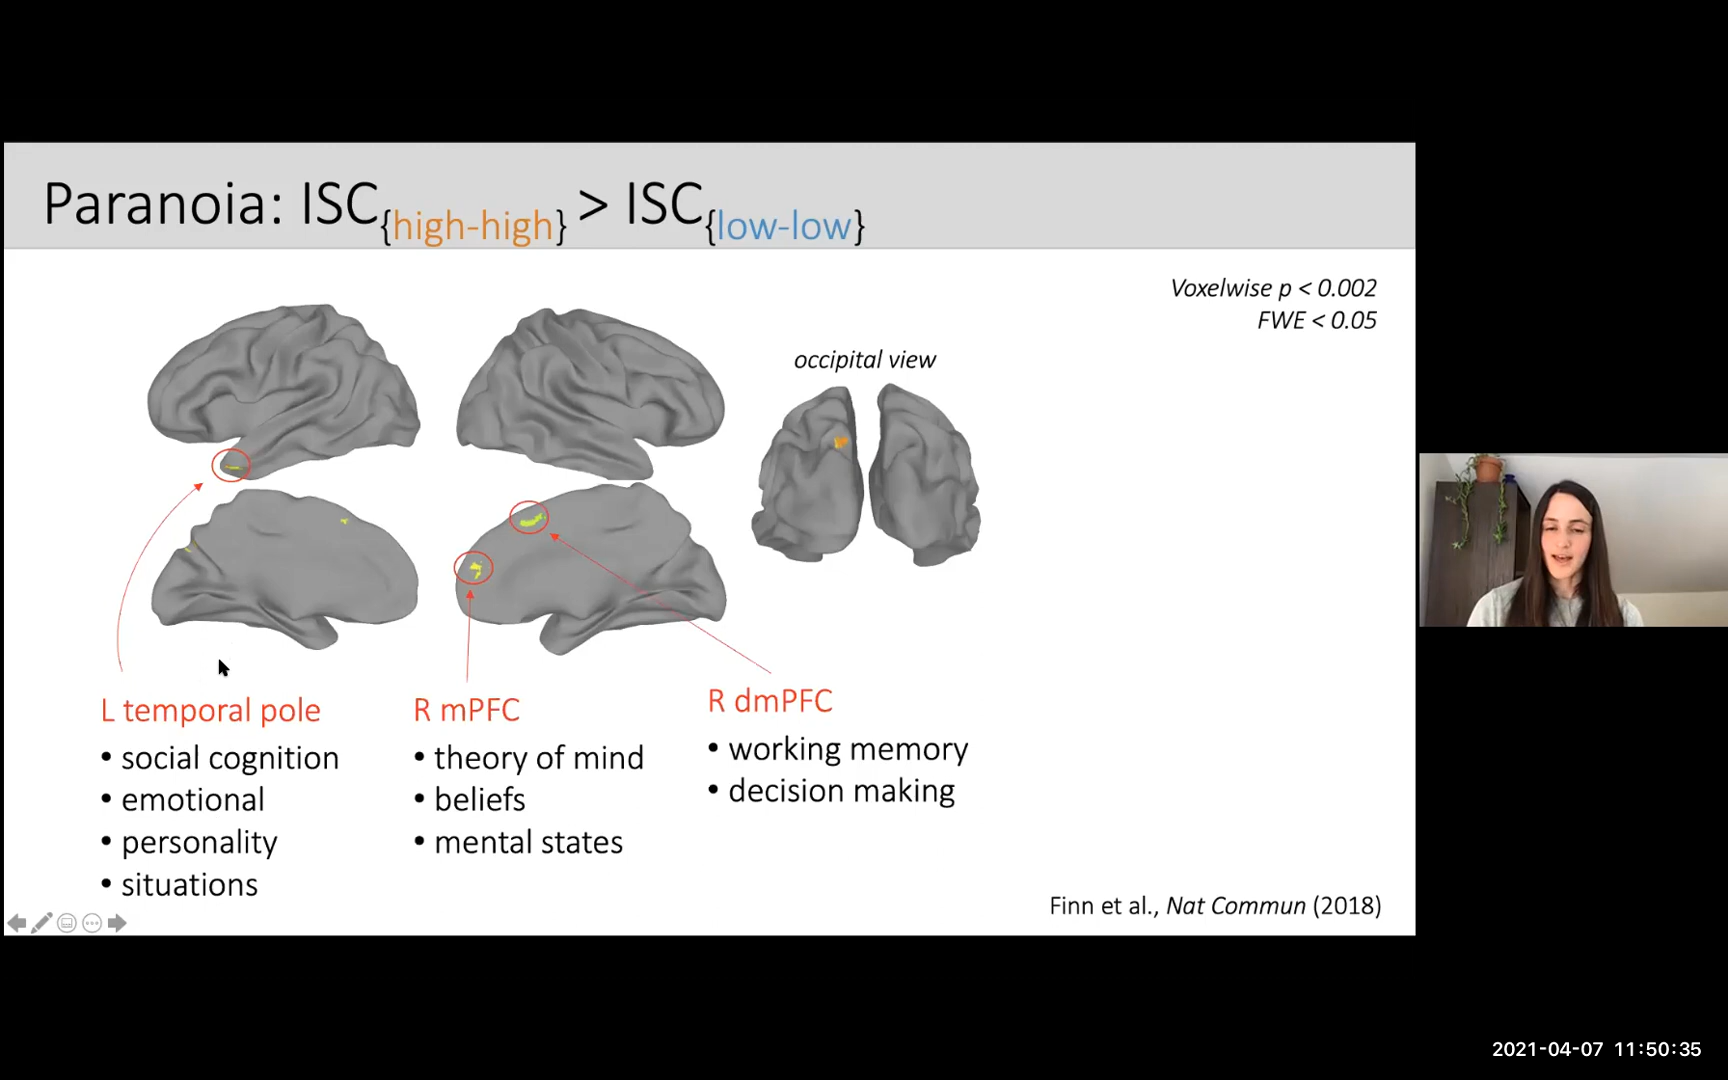 Paranoia: ISC{high-high} > ISC{low-low}
Voxelwise p < 0.002
FWE < 0.05
occipital view
L temporal pole
• social cognition
• emotional
• personality
• situations
R mPFC
• theory of mind
• beliefs
• mental states
R dmPFC
• working memory
• decision making
Finn et al., Nat Commun (2018)
2021-04-07 11:50:35